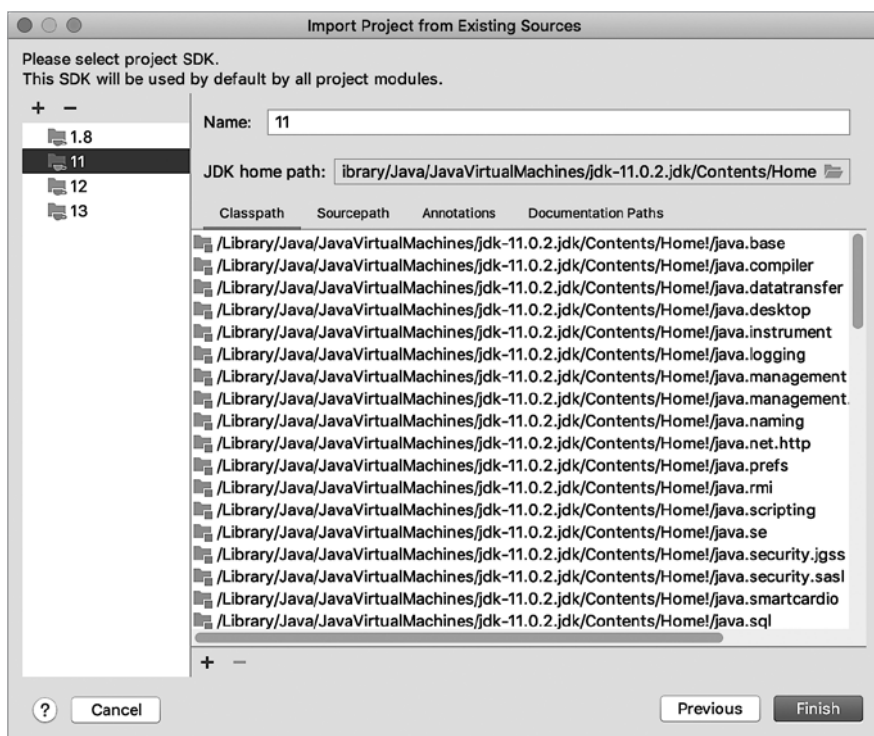 Import Project from Existing Sources
Please select project SDK.
This SDK will be used by default by all project modules.
+ −
1.8
11
12
13
Name: 11
JDK home path: ibrary/Java/JavaVirtualMachines/jdk-11.0.2.jdk/Contents/Home
Classpath Sourcepath Annotations Documentation Paths
/Library/Java/JavaVirtualMachines/jdk-11.0.2.jdk/Contents/Home!/java.base
/Library/Java/JavaVirtualMachines/jdk-11.0.2.jdk/Contents/Home!/java.compiler
/Library/Java/JavaVirtualMachines/jdk-11.0.2.jdk/Contents/Home!/java.datatransfer
/Library/Java/JavaVirtualMachines/jdk-11.0.2.jdk/Contents/Home!/java.desktop
/Library/Java/JavaVirtualMachines/jdk-11.0.2.jdk/Contents/Home!/java.instrument
/Library/Java/JavaVirtualMachines/jdk-11.0.2.jdk/Contents/Home!/java.logging
/Library/Java/JavaVirtualMachines/jdk-11.0.2.jdk/Contents/Home!/java.management
/Library/Java/JavaVirtualMachines/jdk-11.0.2.jdk/Contents/Home!/java.management.
/Library/Java/JavaVirtualMachines/jdk-11.0.2.jdk/Contents/Home!/java.naming
/Library/Java/JavaVirtualMachines/jdk-11.0.2.jdk/Contents/Home!/java.net.http
/Library/Java/JavaVirtualMachines/jdk-11.0.2.jdk/Contents/Home!/java.prefs
/Library/Java/JavaVirtualMachines/jdk-11.0.2.jdk/Contents/Home!/java.rmi
/Library/Java/JavaVirtualMachines/jdk-11.0.2.jdk/Contents/Home!/java.scripting
/Library/Java/JavaVirtualMachines/jdk-11.0.2.jdk/Contents/Home!/java.se
/Library/Java/JavaVirtualMachines/jdk-11.0.2.jdk/Contents/Home!/java.security.jgss
/Library/Java/JavaVirtualMachines/jdk-11.0.2.jdk/Contents/Home!/java.security.sasl
/Library/Java/JavaVirtualMachines/jdk-11.0.2.jdk/Contents/Home!/java.smartcardio
/Library/Java/JavaVirtualMachines/jdk-11.0.2.jdk/Contents/Home!/java.sql
+ −
? Cancel Previous Finish